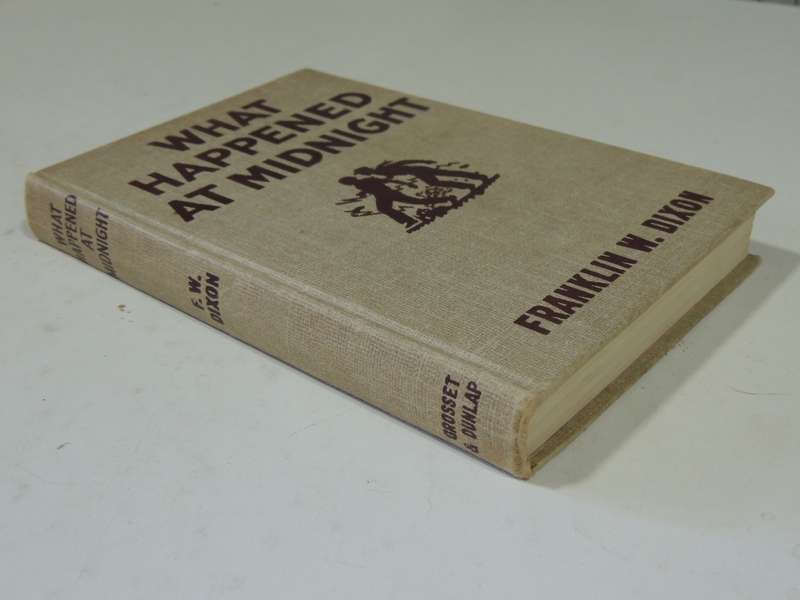 WHAT
HAPPENED
AT MIDNIGHT
FRANKLIN W. DIXON
WHAT
HAPPENED
AT
MIDNIGHT
F. W.
DIXON
GROSSET
& DUNLAP